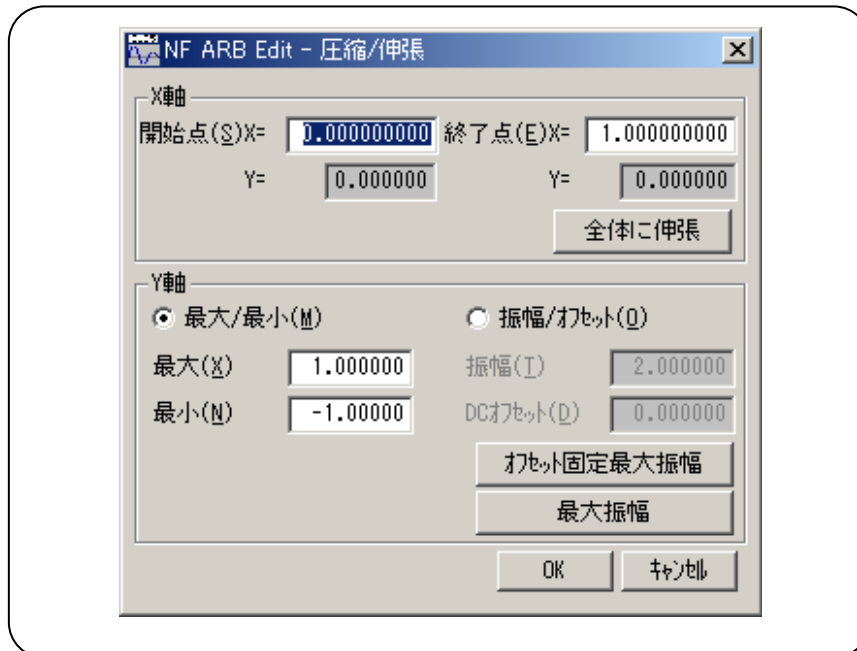 NF ARB Edit - 圧縮/伸張
X軸
開始点(S)X= 0.000000000 終了点(E)X= 1.000000000
Y= 0.000000 Y= 0.000000
全体に伸張
Y軸
最大/最小(M) 振幅/ｵﾌｾｯﾄ(O)
最大(X) 1.000000 振幅(T) 2.000000
最小(N) -1.00000 DCｵﾌｾｯﾄ(D) 0.000000
ｵﾌｾｯﾄ固定最大振幅
最大振幅
OK ｷｬﾝｾﾙ